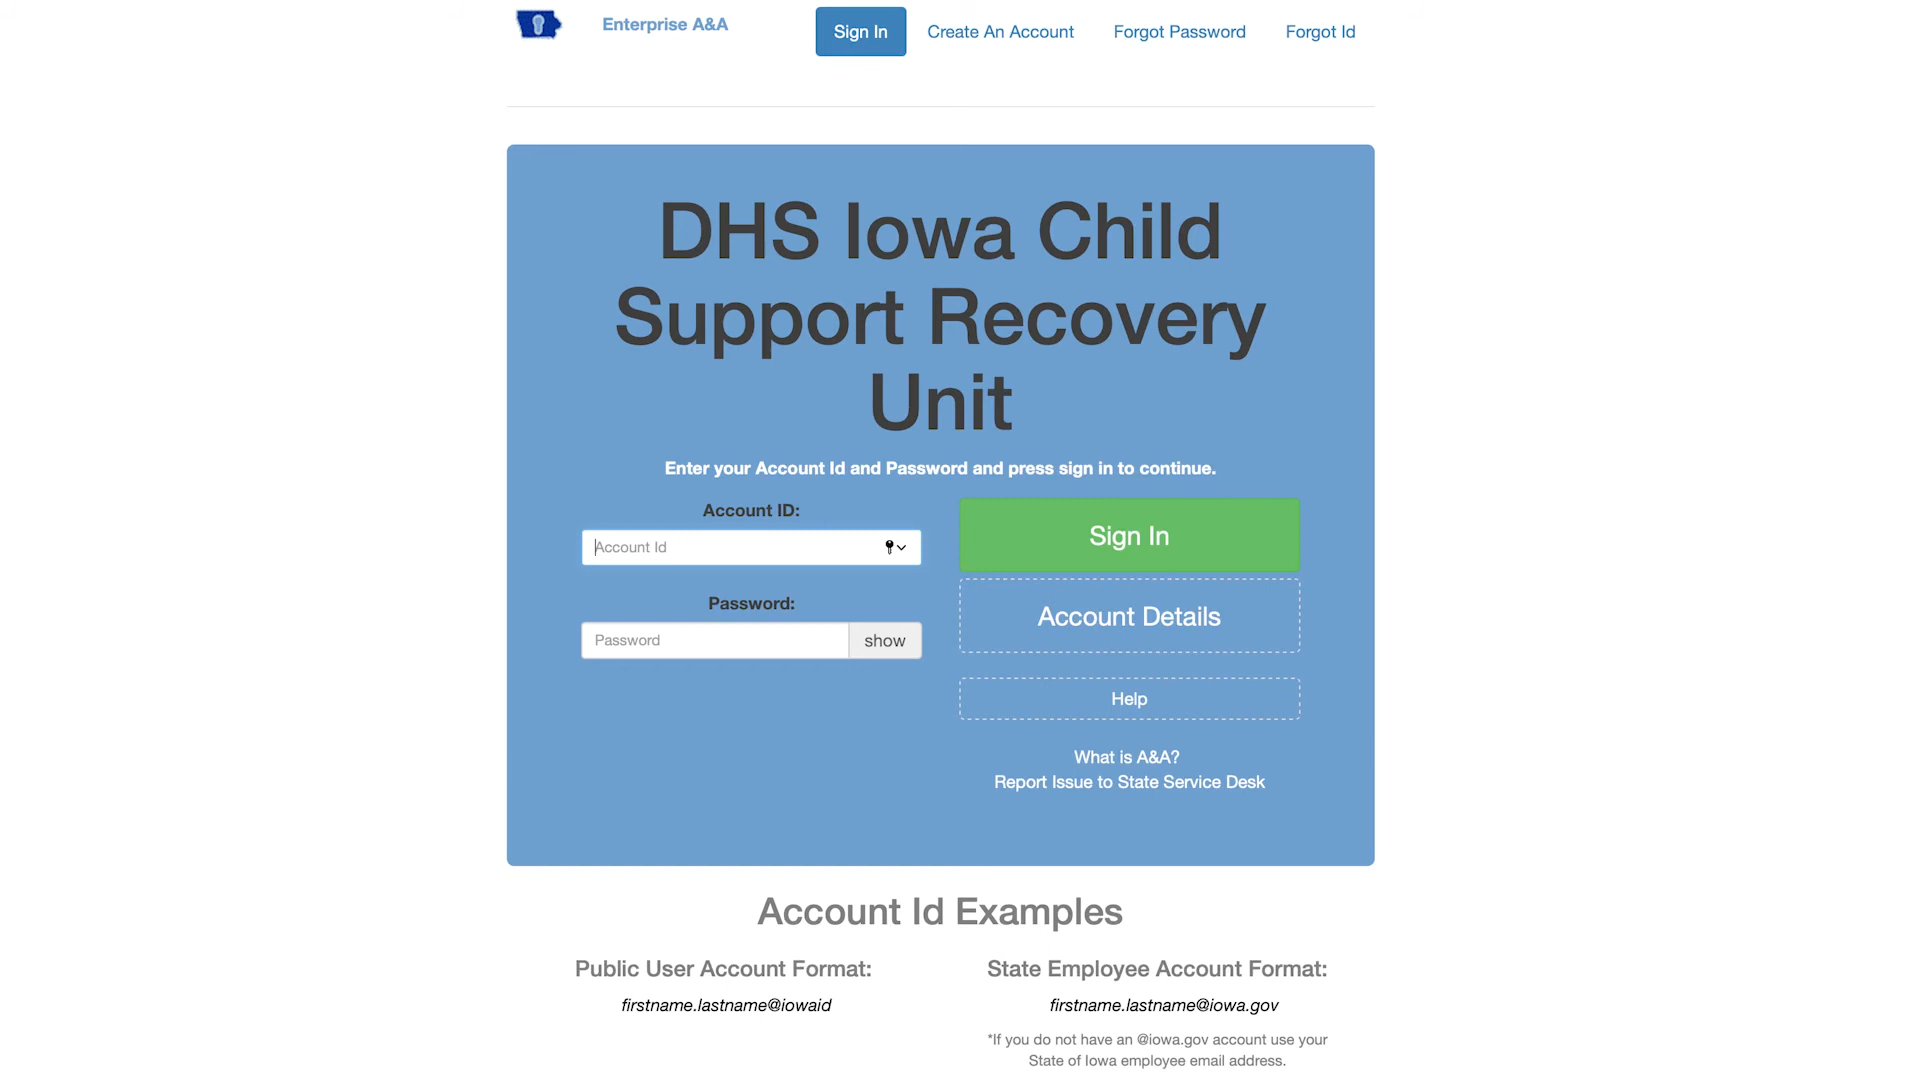 Enterprise A&A
Sign In
Create An Account
Forgot Password
Forgot Id
DHS Iowa Child
Support Recovery
Unit
Enter your Account Id and Password and press sign in to continue.
Account ID:
Account Id
Password:
Password
show
Sign In
Account Details
Help
What is A&A?
Report Issue to State Service Desk
Account Id Examples
Public User Account Format:
firstname.lastname@iowaid
State Employee Account Format:
firstname.lastname@iowa.gov
*If you do not have an @iowa.gov account use your
State of Iowa employee email address.